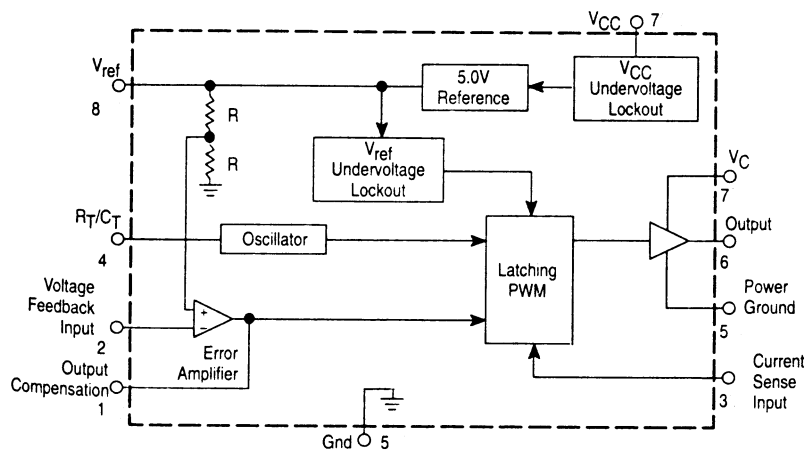 VCC 7
Vref
8
R
R
5.0V
Reference
VCC
Undervoltage
Lockout
Vref
Undervoltage
Lockout
VC
7
RT/CT
4
Oscillator
Latching
PWM
Output
6
Voltage
Feedback
Input
2
+
−
Error
Amplifier
Power
Ground
5
Output
Compensation
1
Current
Sense
Input
3
Gnd 5